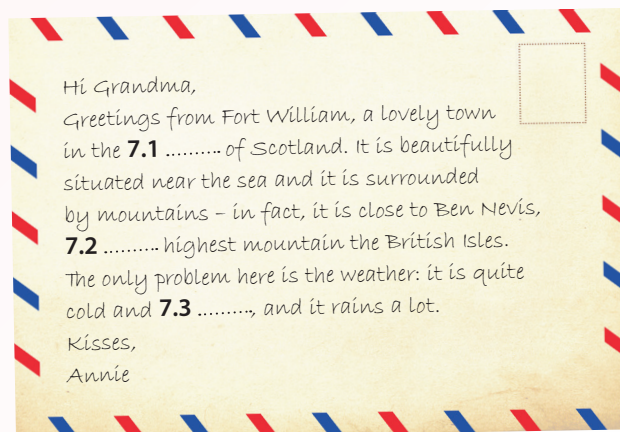 Hi Grandma,
Greetings from Fort William, a lovely town
in the 7.1 .......... of Scotland. It is beautifully
situated near the sea and it is surrounded
by mountains – in fact, it is close to Ben Nevis,
7.2 .......... highest mountain the British Isles.
The only problem here is the weather: it is quite
cold and 7.3 .........., and it rains a lot.
Kisses,
Annie